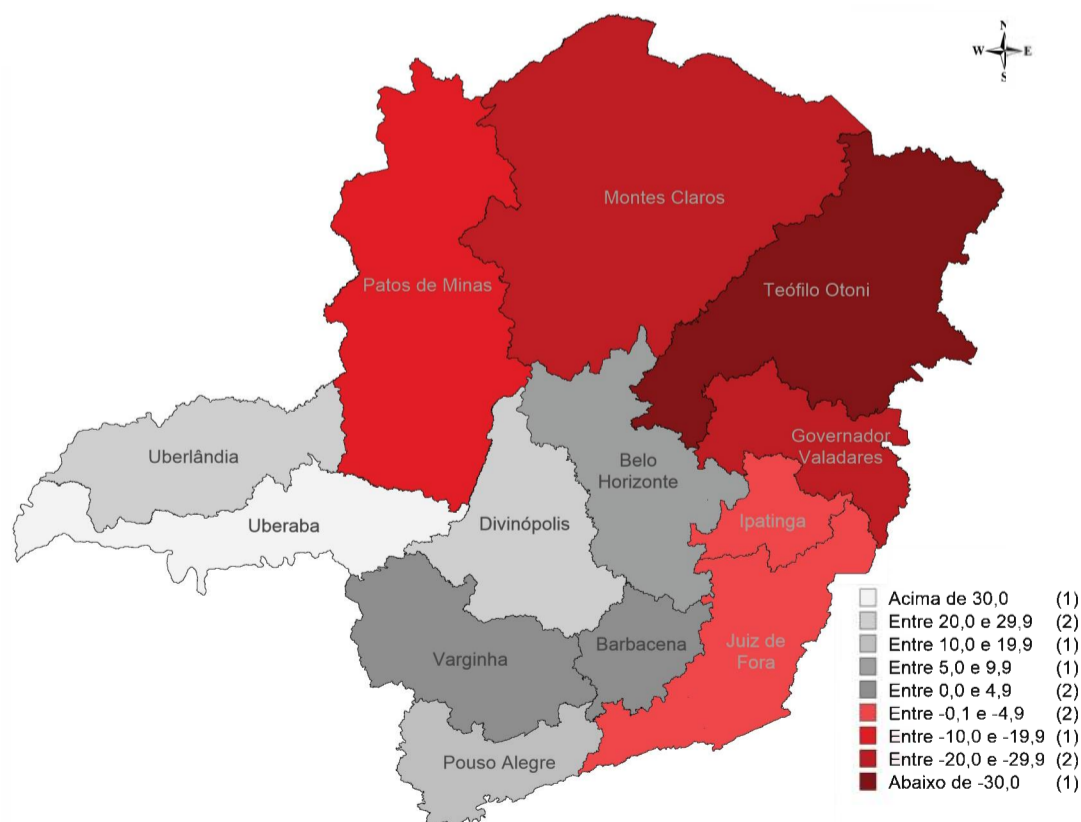 N
W E
S
Montes Claros
Patos de Minas
Teófilo Otoni
Governador
Valadares
Uberlândia
Belo
Horizonte
Uberaba
Divinópolis
Ipatinga
Varginha
Barbacena
Juiz de
Fora
Pouso Alegre
Acima de 30,0 (1)
Entre 20,0 e 29,9 (2)
Entre 10,0 e 19,9 (1)
Entre 5,0 e 9,9 (1)
Entre 0,0 e 4,9 (2)
Entre -0,1 e -4,9 (2)
Entre -10,0 e -19,9 (1)
Entre -20,0 e -29,9 (2)
Abaixo de -30,0 (1)